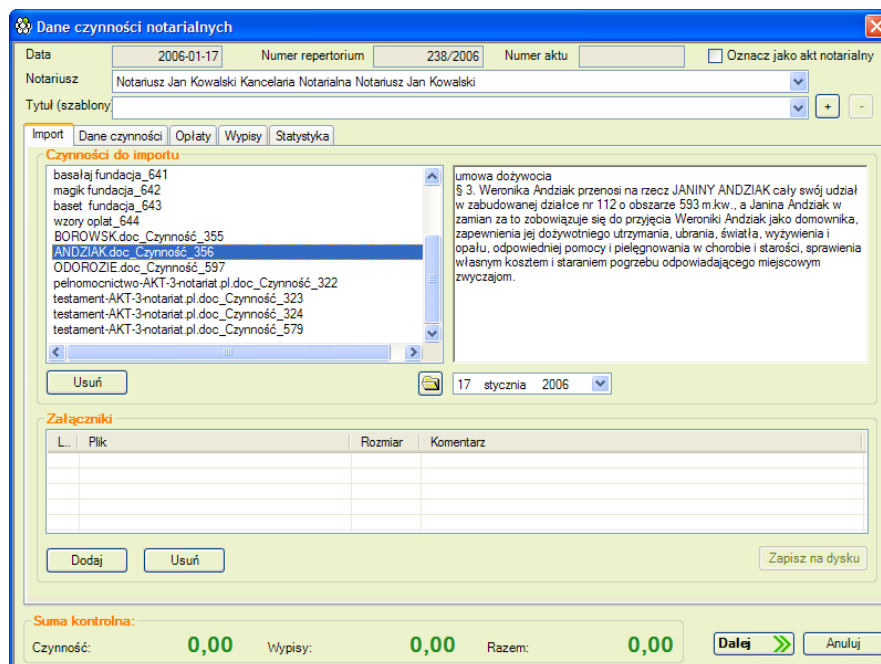 Dane czynności notarialnych
Data 2006-01-17 Numer repertorium 238/2006 Numer aktu Oznacz jako akt notarialny
Notariusz Notariusz Jan Kowalski Kancelaria Notarialna Notariusz Jan Kowalski
Tytuł (szablony + -
Import Dane czynności Opłaty Wypisy Statystyka
Czynności do importu
basałaj fundacja_641
magik fundacja_642
baset fundacja_643
wzory oplat_644
BOROWSK.doc_Czynność_355
ANDZIAK.doc_Czynność_356
ODOROZIE.doc_Czynność_597
pelnomocnictwo-AKT-3-notariat.pl.doc_Czynność_322
testament-AKT-3-notariat.pl.doc_Czynność_323
testament-AKT-3-notariat.pl.doc_Czynność_324
testament-AKT-3-notariat.pl.doc_Czynność_579
umowa dożywocia
§ 3. Weronika Andziak przenosi na rzecz JANINY ANDZIAK cały swój udział
w zabudowanej działce nr 112 o obszarze 593 m.kw., a Janina Andziak w
zamian za to zobowiązuje się do przyjęcia Weroniki Andziak jako domownika,
zapewnienia jej dożywotniego utrzymania, ubrania, światła, wyżywienia i
opału, odpowiedniej pomocy i pielęgnowania w chorobie i starości, sprawienia
własnym kosztem i staraniem pogrzebu odpowiadającego miejscowym
zwyczajom.
Usuń 17 stycznia 2006
Załączniki
L.. Plik Rozmiar Komentarz
Dodaj Usuń Zapisz na dysku
Suma kontrolna:
Czynność: 0,00 Wypisy: 0,00 Razem: 0,00 Dalej Anuluj